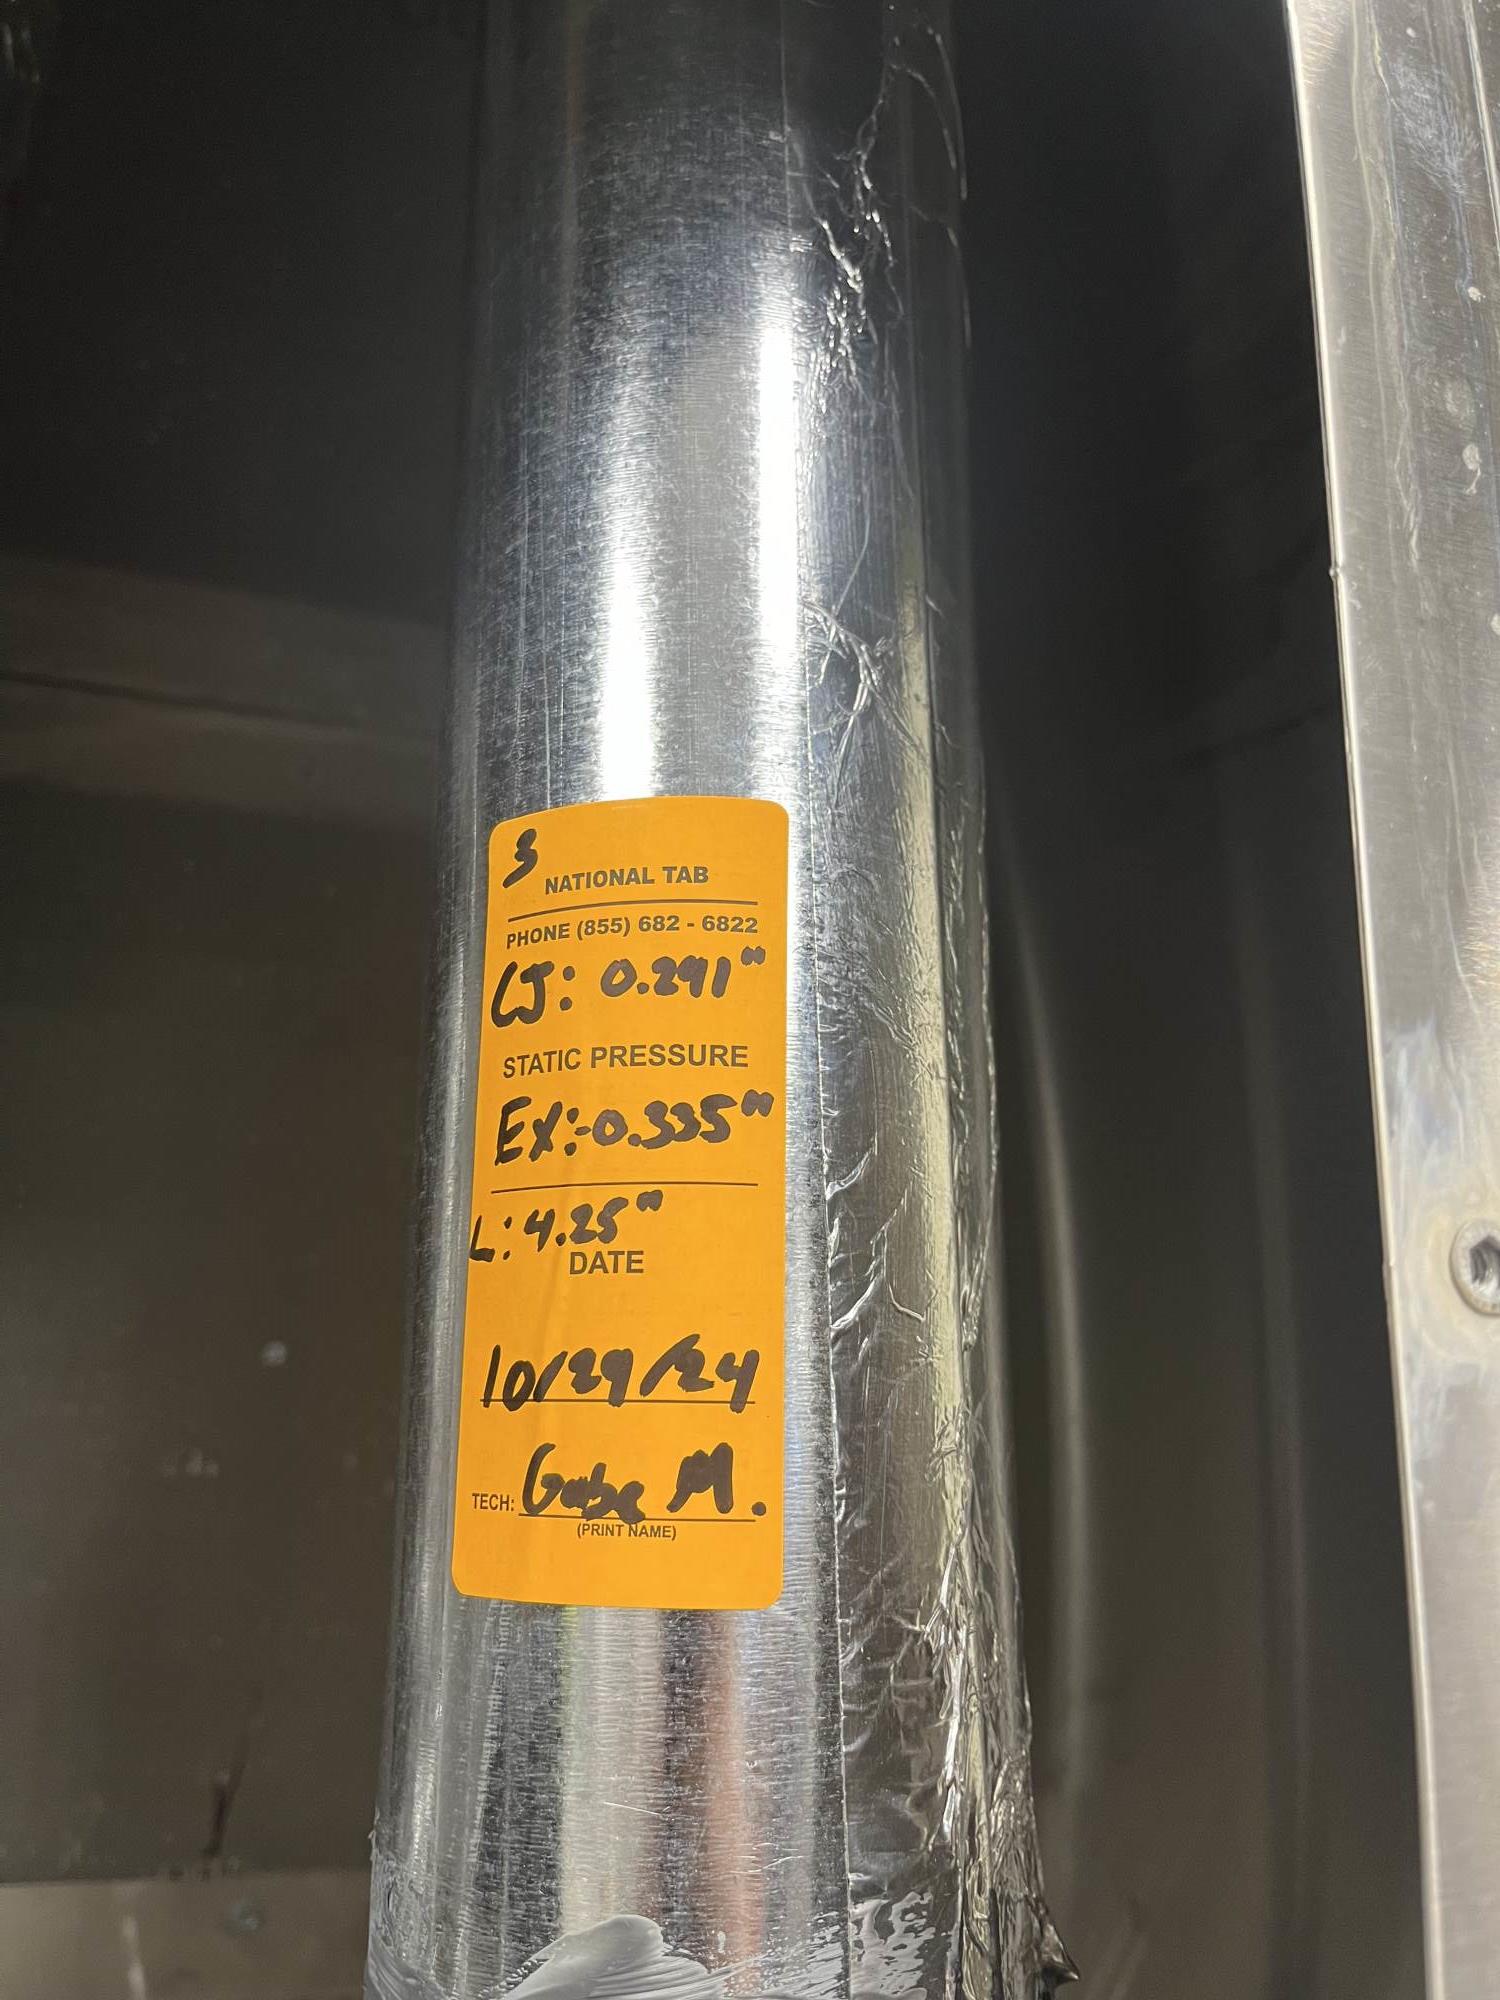 3
NATIONAL TAB
PHONE (855) 682 - 6822
CJ: 0.291"
STATIC PRESSURE
EX:-0.335"
L: 4.25"
DATE
10/29/24
Gabe M.
TECH:
(PRINT NAME)